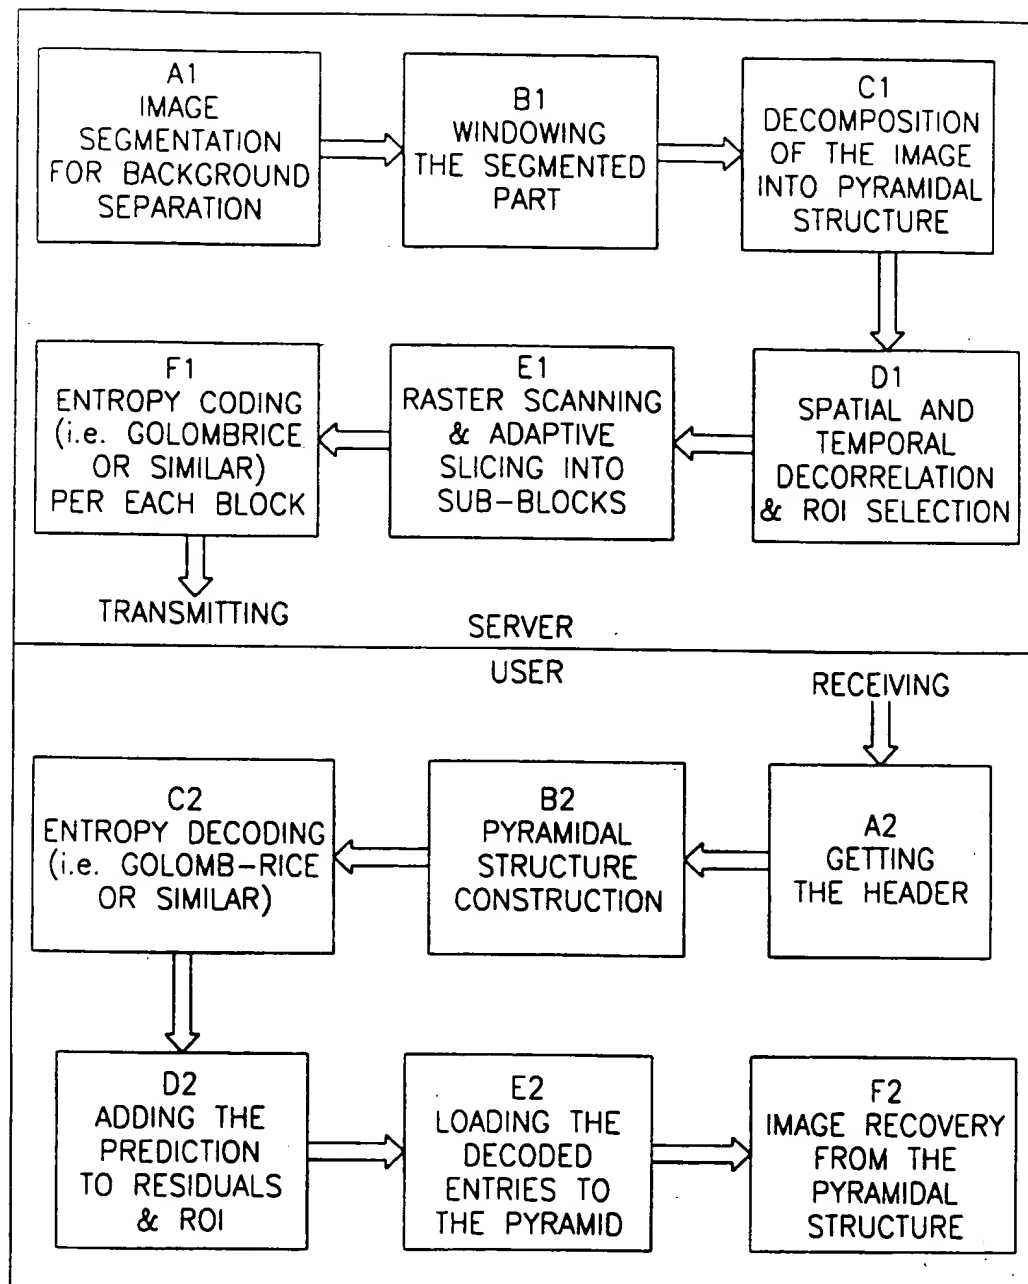 A1
IMAGE
SEGMENTATION
FOR BACKGROUND
SEPARATION
B1
WINDOWING
THE SEGMENTED
PART
C1
DECOMPOSITION
OF THE IMAGE
INTO PYRAMIDAL
STRUCTURE
D1
SPATIAL AND
TEMPORAL
DECORRELATION
& ROI SELECTION
E1
RASTER SCANNING
& ADAPTIVE
SLICING INTO
SUB-BLOCKS
F1
ENTROPY CODING
(i.e. GOLOMBRICE
OR SIMILAR)
PER EACH BLOCK
TRANSMITTING
SERVER
USER
RECEIVING
A2
GETTING
THE HEADER
B2
PYRAMIDAL
STRUCTURE
CONSTRUCTION
C2
ENTROPY DECODING
(i.e. GOLOMB-RICE
OR SIMILAR)
D2
ADDING THE
PREDICTION
TO RESIDUALS
& ROI
E2
LOADING THE
DECODED
ENTRIES TO
THE PYRAMID
F2
IMAGE RECOVERY
FROM THE
PYRAMIDAL
STRUCTURE